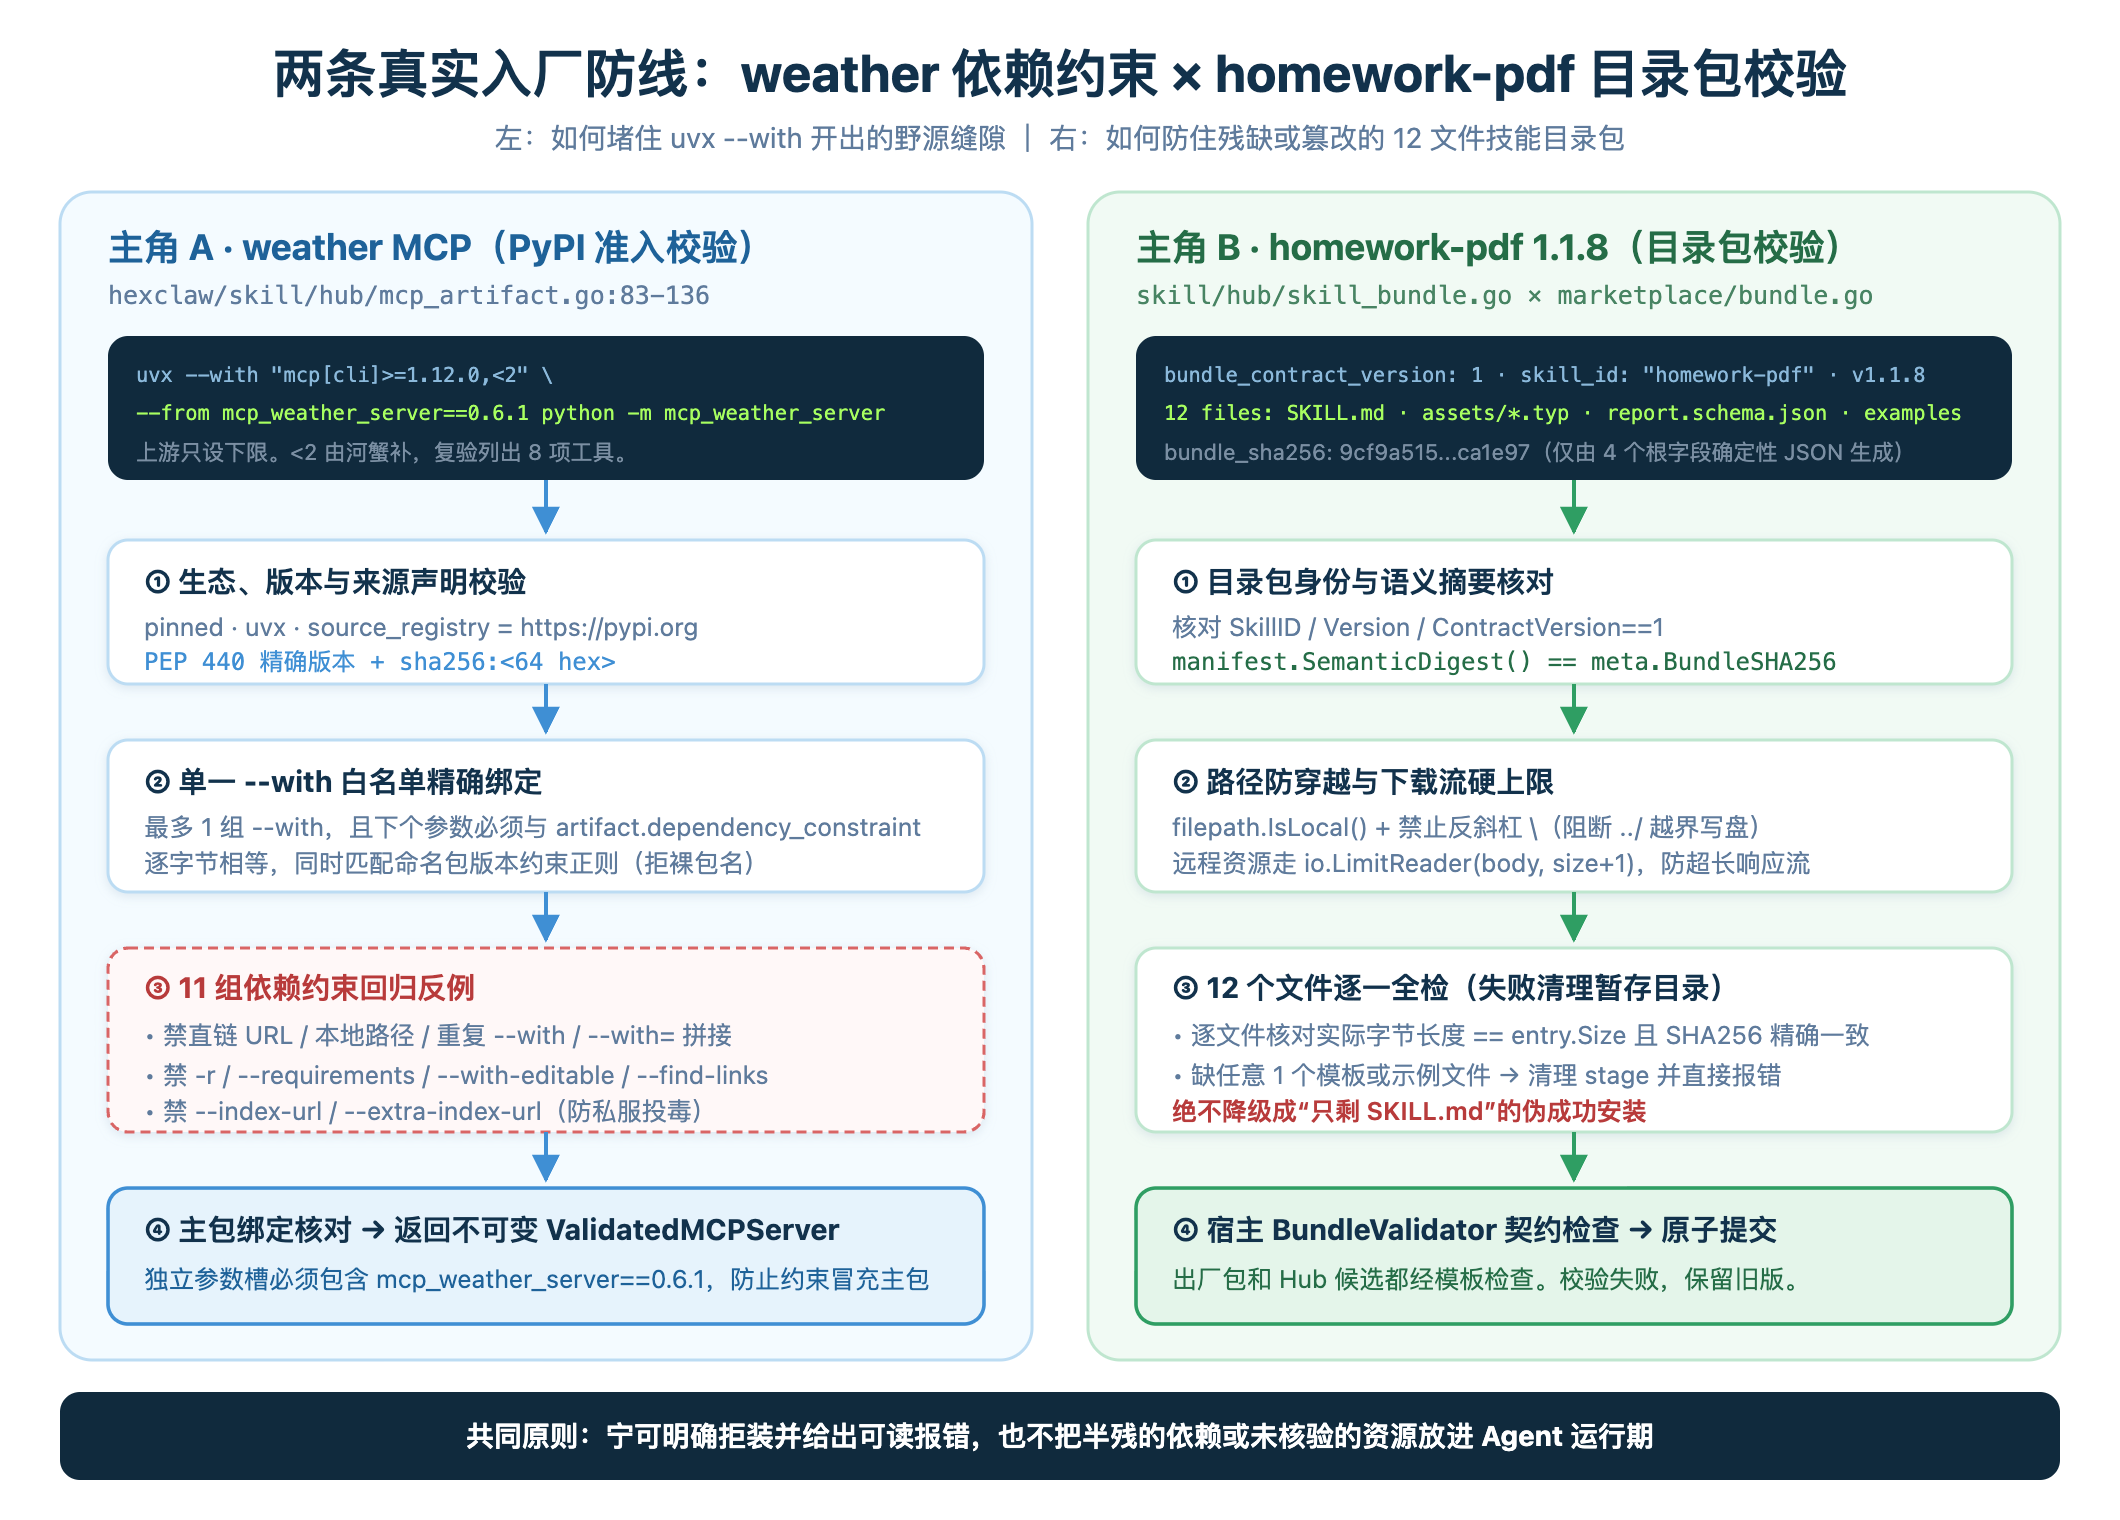 两条真实入厂防线：weather 依赖约束 × homework-pdf 目录包校验
左：如何堵住 uvx --with 开出的野源缝隙 ｜ 右：如何防住残缺或篡改的 12 文件技能目录包
主角 A · weather MCP（PyPI 准入校验）
hexclaw/skill/hub/mcp_artifact.go:83-136
uvx --with "mcp[cli]>=1.12.0,<2" \
--from mcp_weather_server==0.6.1 python -m mcp_weather_server
上游只设下限。<2 由河蟹补，复验列出 8 项工具。
① 生态、版本与来源声明校验
pinned · uvx · source_registry = https://pypi.org
PEP 440 精确版本 + sha256:<64 hex>
② 单一 --with 白名单精确绑定
最多 1 组 --with，且下个参数必须与 artifact.dependency_constraint
逐字节相等，同时匹配命名包版本约束正则（拒裸包名）
③ 11 组依赖约束回归反例
• 禁直链 URL / 本地路径 / 重复 --with / --with= 拼接
• 禁 -r / --requirements / --with-editable / --find-links
• 禁 --index-url / --extra-index-url（防私服投毒）
④ 主包绑定核对 → 返回不可变 ValidatedMCPServer
独立参数槽必须包含 mcp_weather_server==0.6.1，防止约束冒充主包
主角 B · homework-pdf 1.1.8（目录包校验）
skill/hub/skill_bundle.go × marketplace/bundle.go
bundle_contract_version: 1 · skill_id: "homework-pdf" · v1.1.8
12 files: SKILL.md · assets/*.typ · report.schema.json · examples
bundle_sha256: 9cf9a515...ca1e97（仅由 4 个根字段确定性 JSON 生成）
① 目录包身份与语义摘要核对
核对 SkillID / Version / ContractVersion==1
manifest.SemanticDigest() == meta.BundleSHA256
② 路径防穿越与下载流硬上限
filepath.IsLocal() + 禁止反斜杠 \（阻断 ../ 越界写盘）
远程资源走 io.LimitReader(body, size+1)，防超长响应流
③ 12 个文件逐一全检（失败清理暂存目录）
• 逐文件核对实际字节长度 == entry.Size 且 SHA256 精确一致
• 缺任意 1 个模板或示例文件 → 清理 stage 并直接报错
绝不降级成“只剩 SKILL.md”的伪成功安装
④ 宿主 BundleValidator 契约检查 → 原子提交
出厂包和 Hub 候选都经模板检查。校验失败，保留旧版。
共同原则：宁可明确拒装并给出可读报错，也不把半残的依赖或未核验的资源放进 Agent 运行期